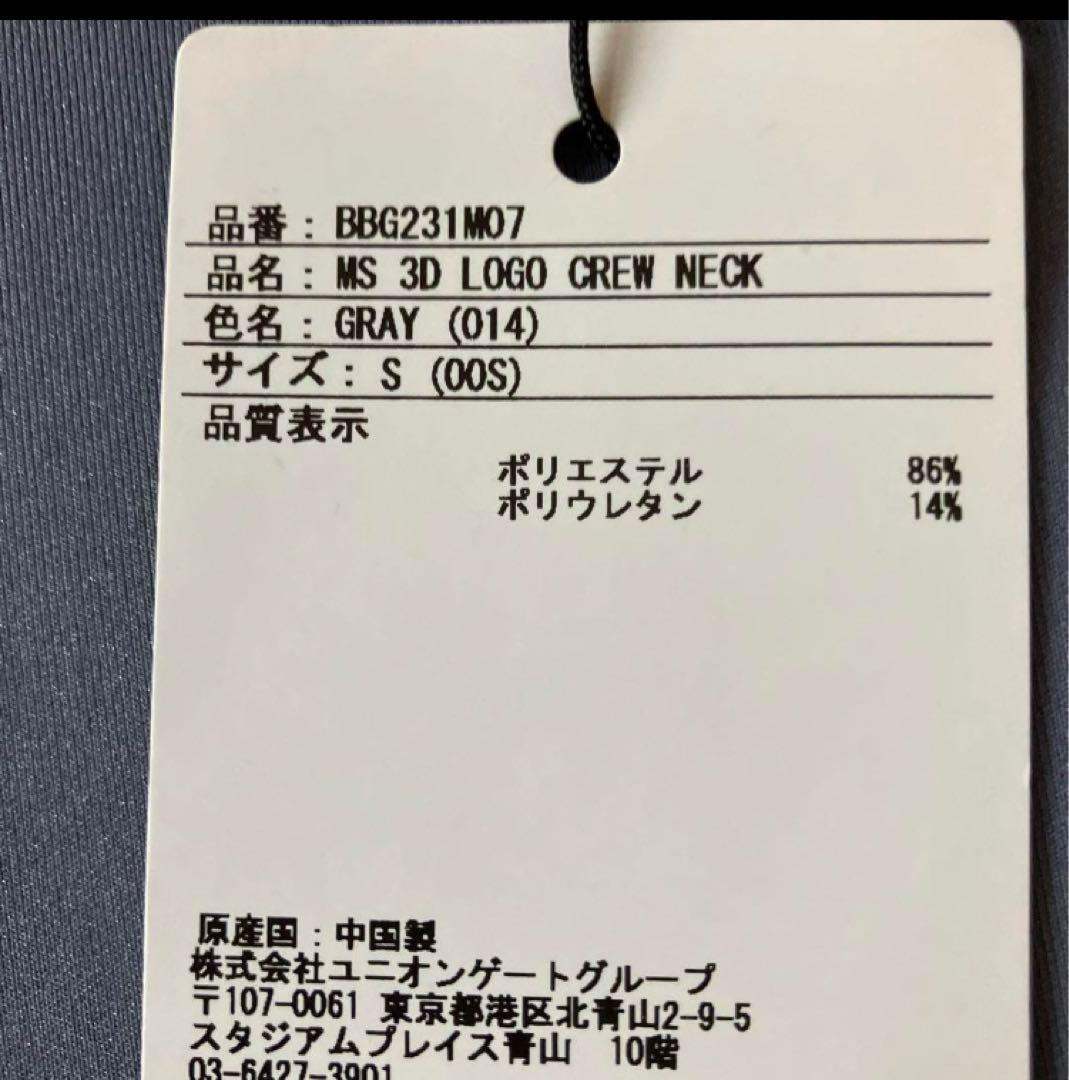 品番：BBG231M07
品名：MS 3D LOGO CREW NECK
色名：GRAY (014)
サイズ：S (00S)
品質表示
ポリエステル 86%
ポリウレタン 14%
原産国：中国製
株式会社ユニオンゲートグループ
〒107-0061 東京都港区北青山2-9-5
スタジアムプレイス青山 10階
03-6427-3901